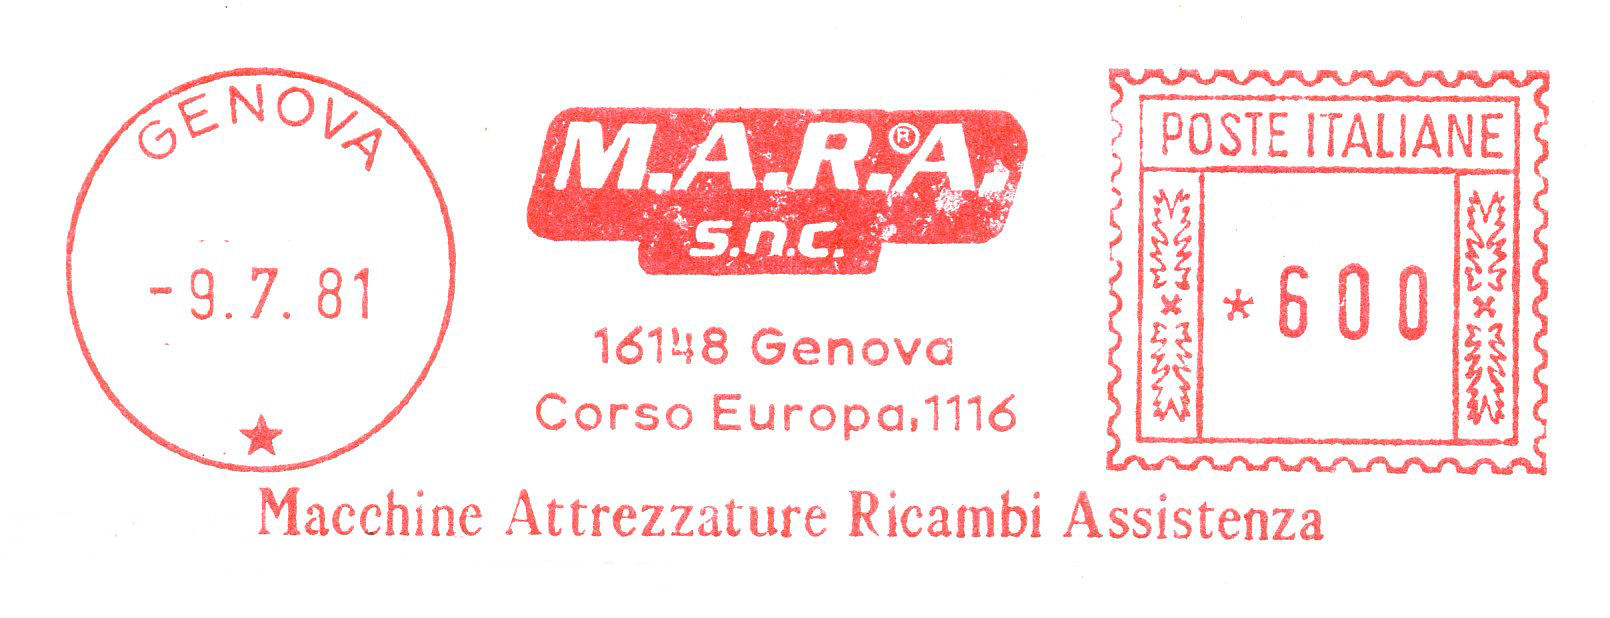 GENOVA
-9.7.81
M.A.R.®A.
s.n.c.
16148 Genova
Corso Europa, 1116
POSTE ITALIANE
*600
Macchine Attrezzature Ricambi Assistenza